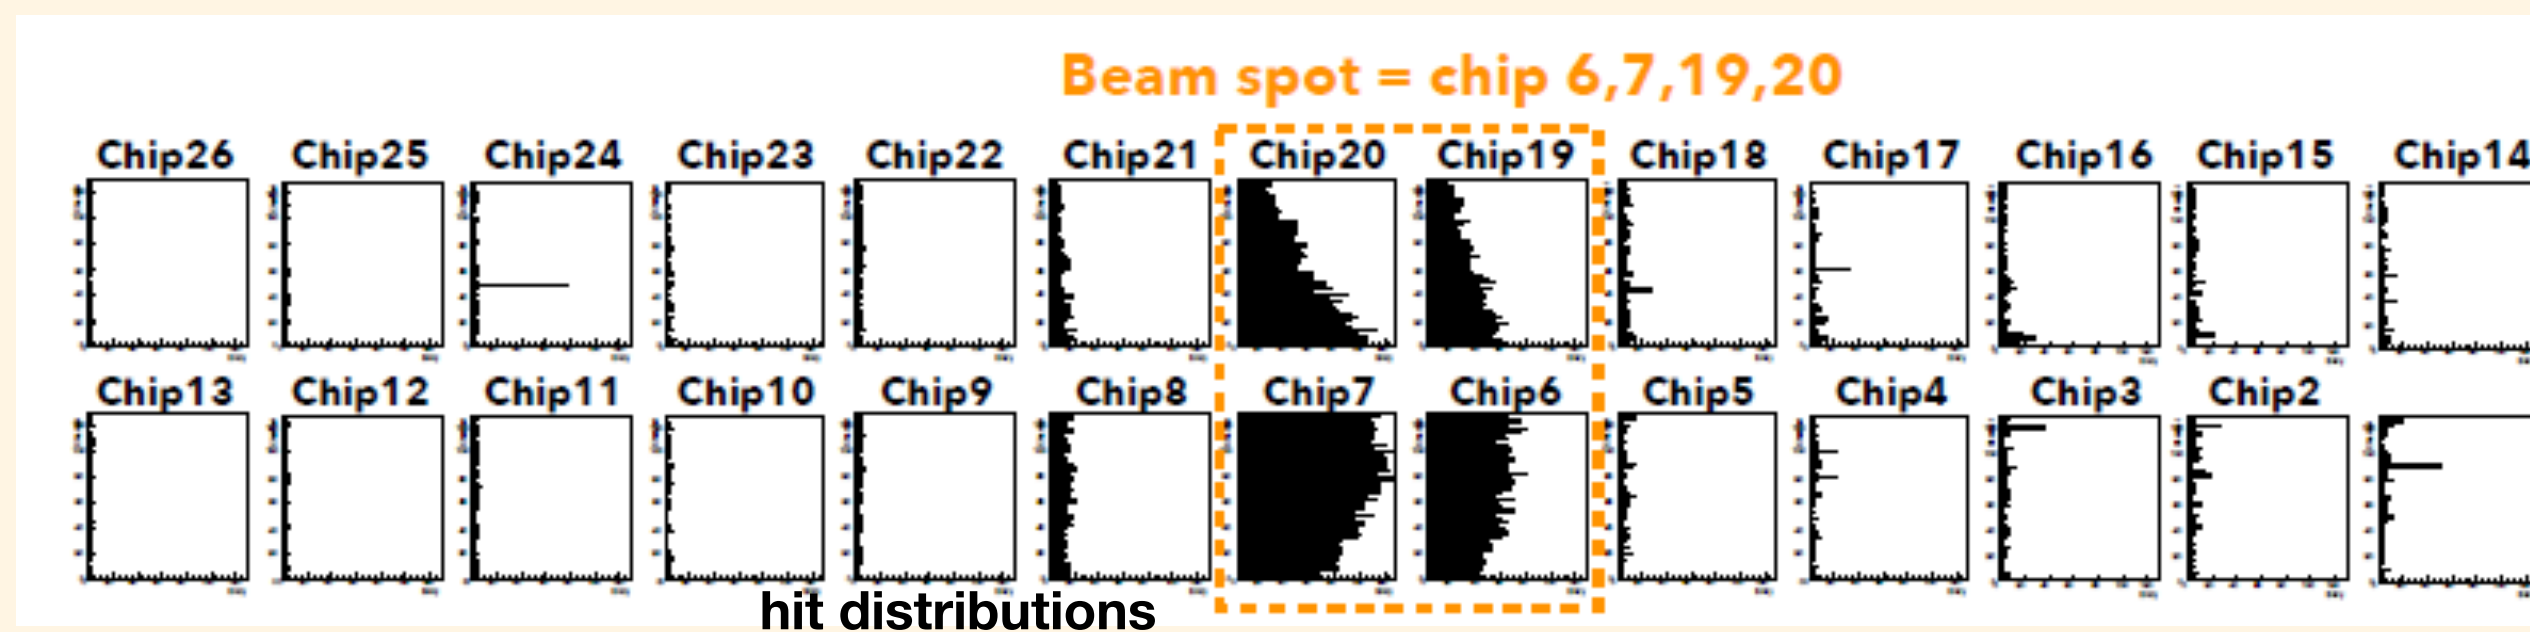 Beam spot = chip 6,7,19,20
Chip26 Chip25 Chip24 Chip23 Chip22 Chip21 Chip20 Chip19 Chip18 Chip17 Chip16 Chip15 Chip14
Chip13 Chip12 Chip11 Chip10 Chip9 Chip8 Chip7 Chip6 Chip5 Chip4 Chip3 Chip2
hit distributions